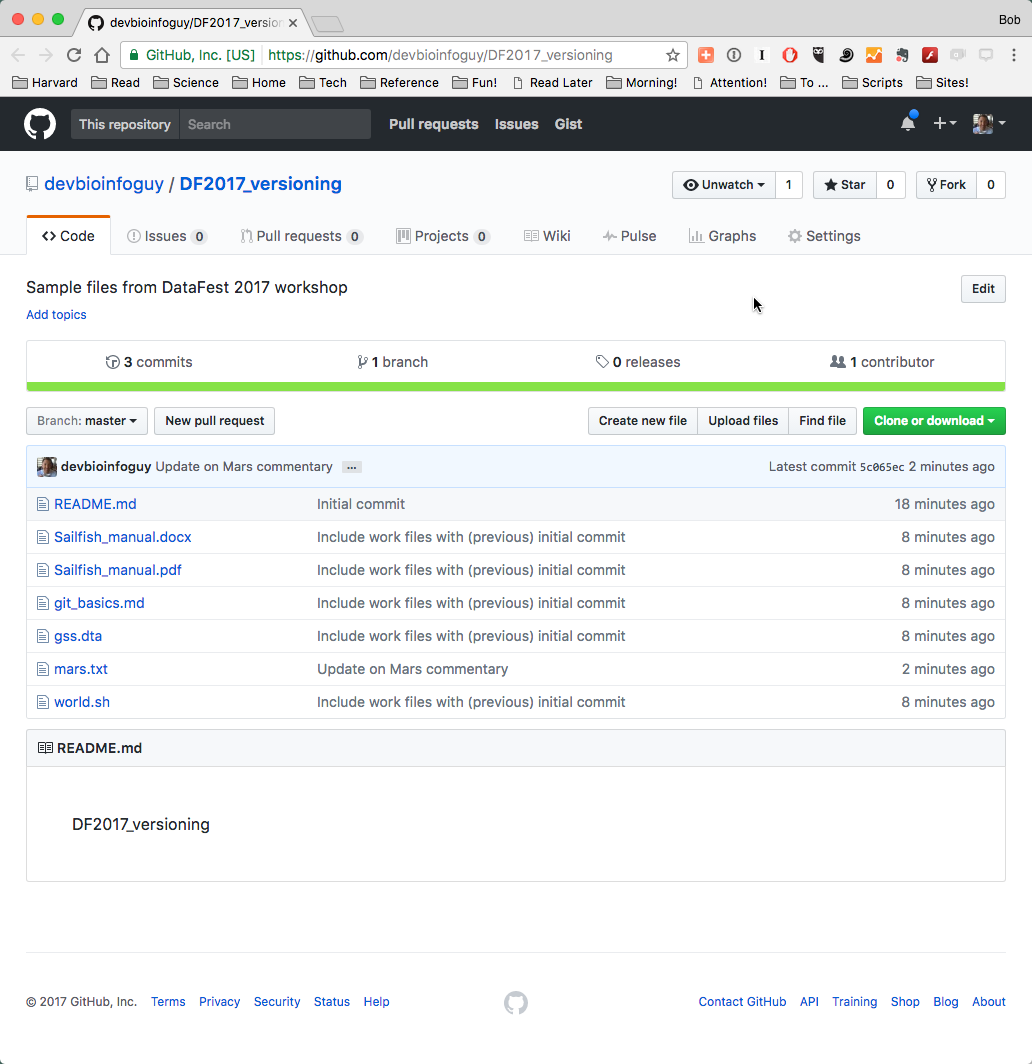 devbioinfoguy/DF2017_version
Bob
GitHub, Inc. [US] https://github.com/devbioinfoguy/DF2017_versioning
Harvard Read Science Home Tech Reference Fun! Read Later Morning! Attention! To ... Scripts Sites!
This repository Search Pull requests Issues Gist
devbioinfoguy / DF2017_versioning
Unwatch 1 Star 0 Fork 0
Code Issues 0 Pull requests 0 Projects 0 Wiki Pulse Graphs Settings
Sample files from DataFest 2017 workshop
Edit
Add topics
3 commits 1 branch 0 releases 1 contributor
Branch: master New pull request Create new file Upload files Find file Clone or download
devbioinfoguy Update on Mars commentary ... Latest commit 5c065ec 2 minutes ago
README.md Initial commit 18 minutes ago
Sailfish_manual.docx Include work files with (previous) initial commit 8 minutes ago
Sailfish_manual.pdf Include work files with (previous) initial commit 8 minutes ago
git_basics.md Include work files with (previous) initial commit 8 minutes ago
gss.dta Include work files with (previous) initial commit 8 minutes ago
mars.txt Update on Mars commentary 2 minutes ago
world.sh Include work files with (previous) initial commit 8 minutes ago
README.md
DF2017_versioning
© 2017 GitHub, Inc. Terms Privacy Security Status Help Contact GitHub API Training Shop Blog About